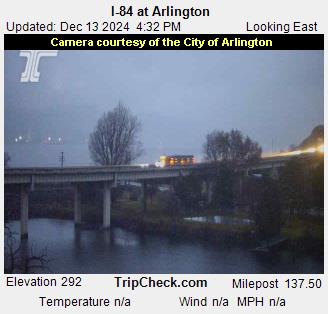 I-84 at Arlington
Updated: Dec 13 2024 4:32 PM Looking East
Camera courtesy of the City of Arlington
Elevation 292 TripCheck.com Milepost 137.50
Temperature n/a Wind n/a MPH n/a